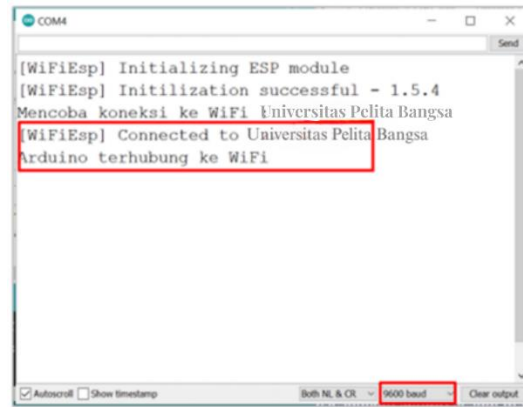 COM4
Send
[WiFiEsp] Initializing ESP module
[WiFiEsp] Initilization successful - 1.5.4
Mencoba koneksi ke WiFi Universitas Pelita Bangsa
[WiFiEsp] Connected to Universitas Pelita Bangsa
Arduino terhubung ke WiFi
Autoscroll Show timestamp Both NL & CR 9600 baud Clear output